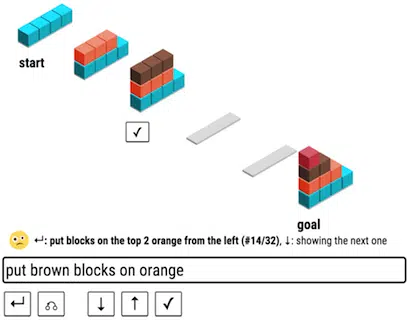 start
✓
goal
↵: put blocks on the top 2 orange from the left (#14/32), ↓: showing the next one
put brown blocks on orange
↵ ↓ ↑ ✓